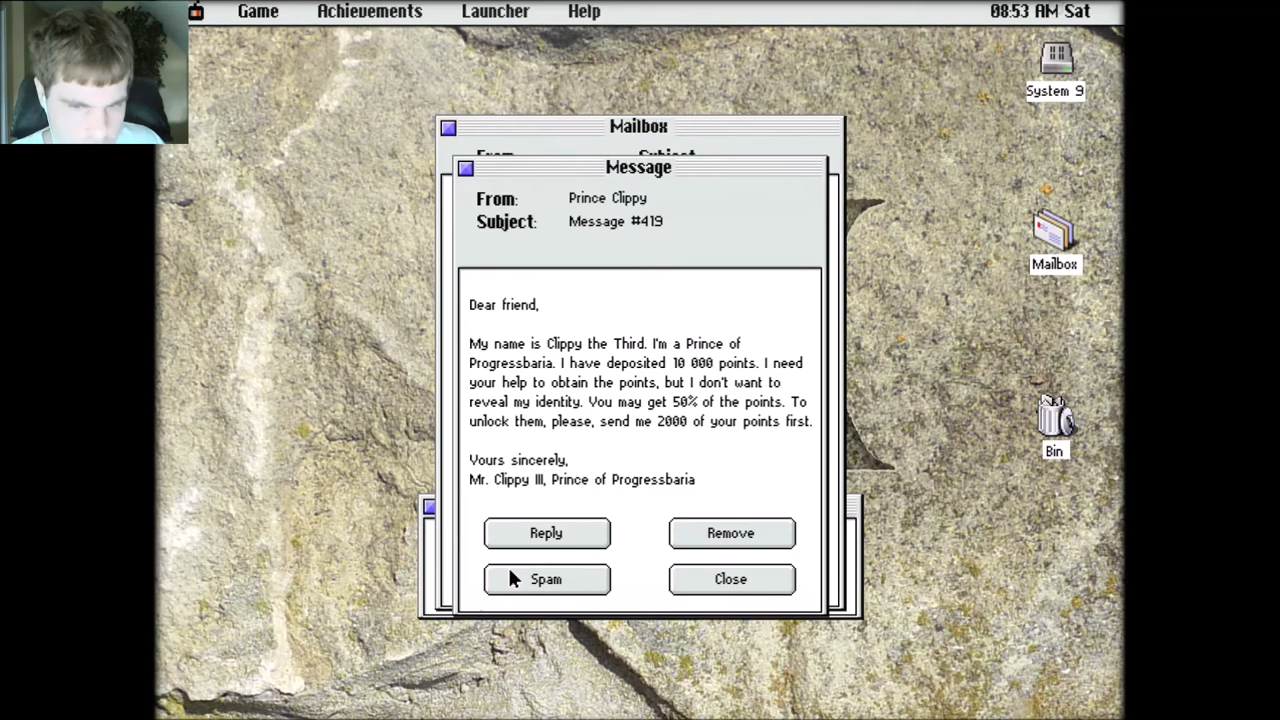 Game Achievements Launcher Help 08:53 AM Sat
System 9
Mailbox
From Subject
Message
From: Prince Clippy
Subject: Message #419
Dear friend,
My name is Clippy the Third. I'm a Prince of
Progressbaria. I have deposited 10 000 points. I need
your help to obtain the points, but I don't want to
reveal my identity. You may get 50% of the points. To
unlock them, please, send me 2000 of your points first.
Yours sincerely,
Mr. Clippy III, Prince of Progressbaria
Reply Remove
Spam Close
Mailbox
Bin